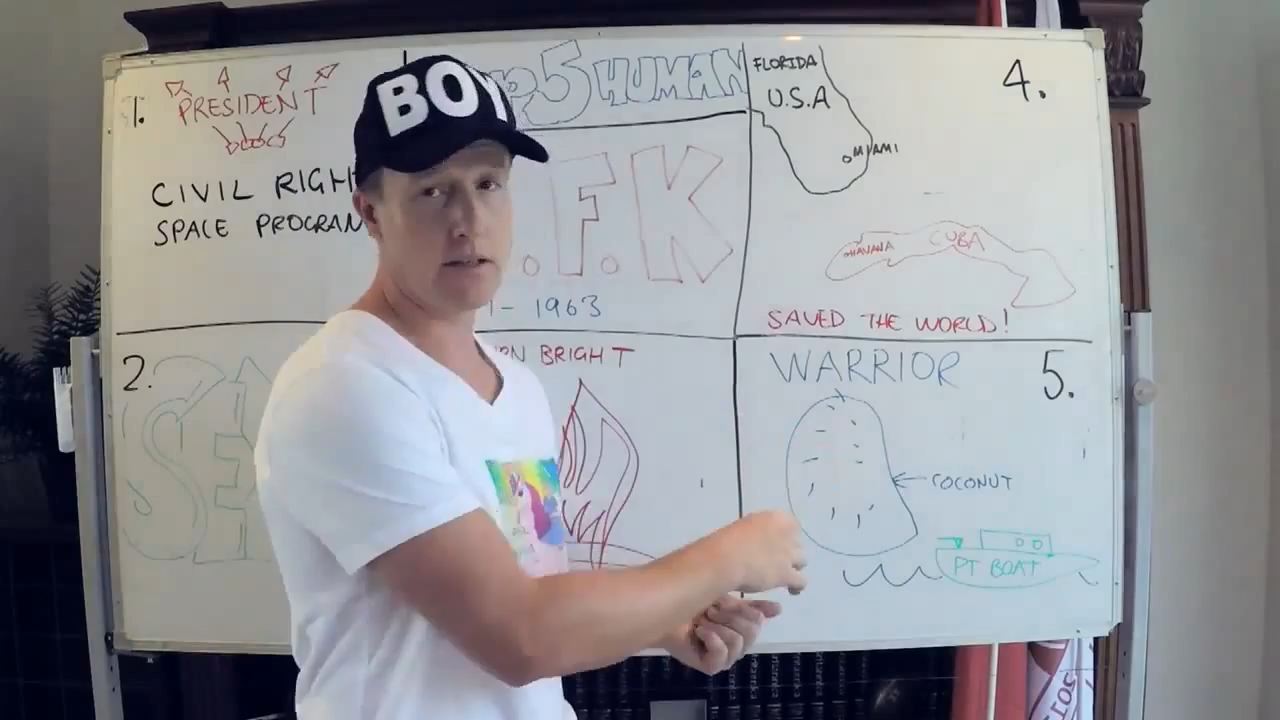 1.
PRESIDENT
CIVIL RIGH
SPACE PROGRAM
BOY
5 HUMAN
.F.K
- 1963
FLORIDA
U.S.A
MIAMI
4.
HAVANA
CUBA
SAVED THE WORLD!
2.
SE
BRIGHT
WARRIOR
5.
COCONUT
PT BOAT